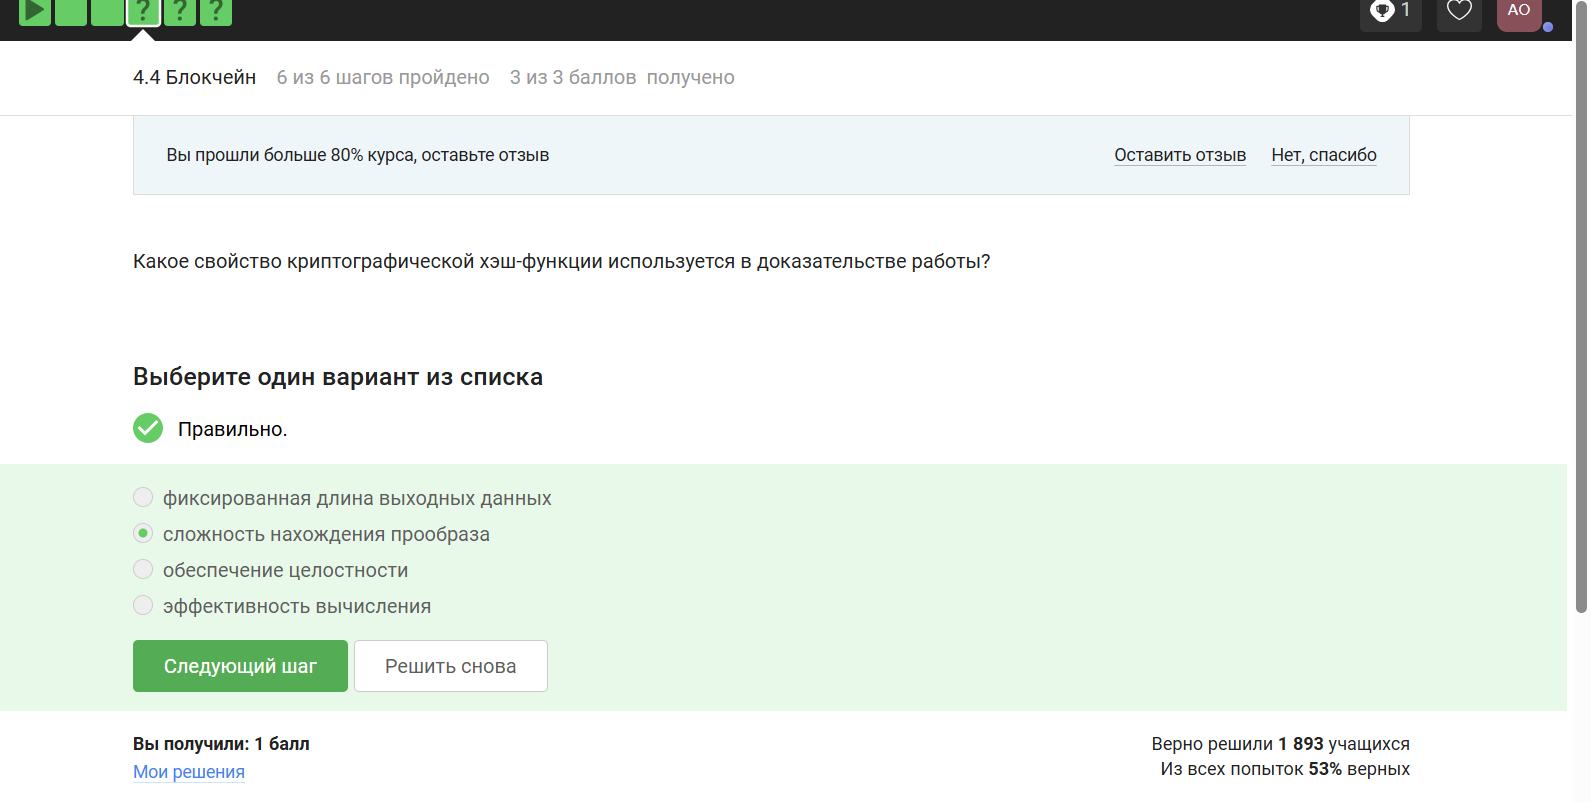 ? ? ?
1
AO
4.4 Блокчейн 6 из 6 шагов пройдено 3 из 3 баллов получено
Вы прошли больше 80% курса, оставьте отзыв Оставить отзыв Нет, спасибо
Какое свойство криптографической хэш-функции используется в доказательстве работы?
Выберите один вариант из списка
Правильно.
фиксированная длина выходных данных
сложность нахождения прообраза
обеспечение целостности
эффективность вычисления
Следующий шаг Решить снова
Вы получили: 1 балл
Мои решения
Верно решили 1 893 учащихся
Из всех попыток 53% верных